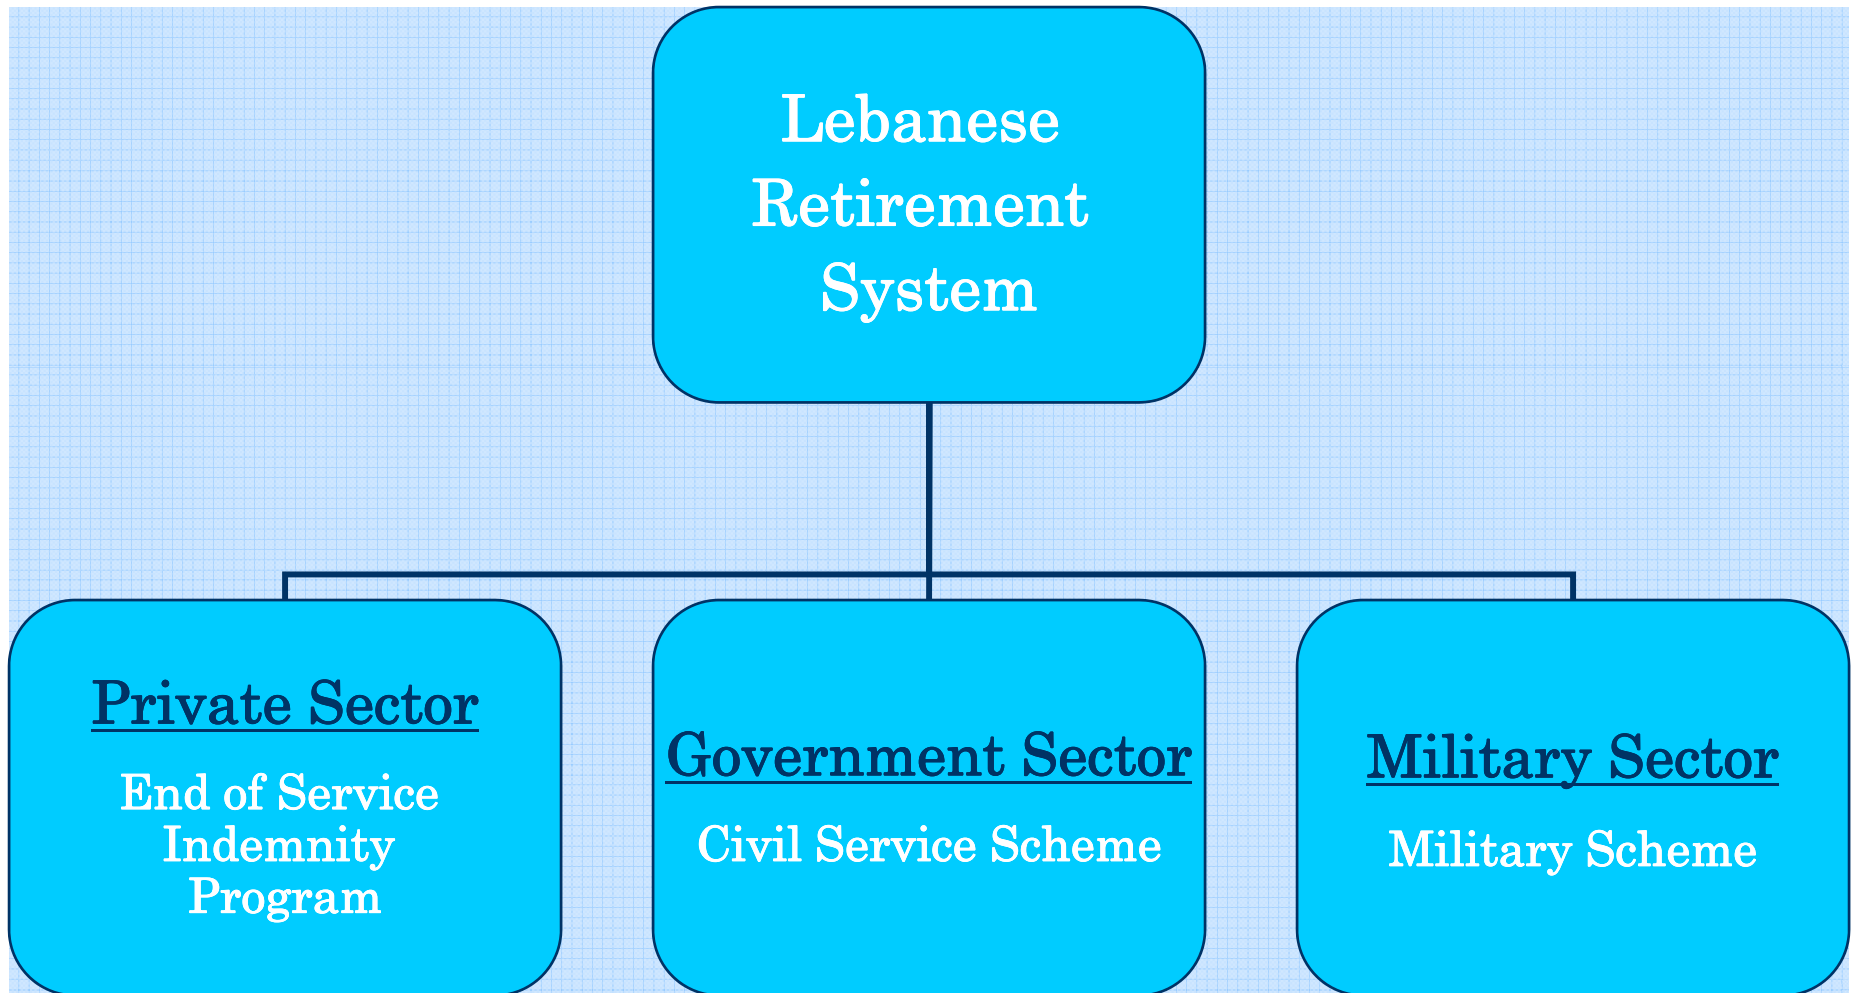 Lebanese
Retirement
System
Private Sector
End of Service
Indemnity
Program
Government Sector
Civil Service Scheme
Military Sector
Military Scheme